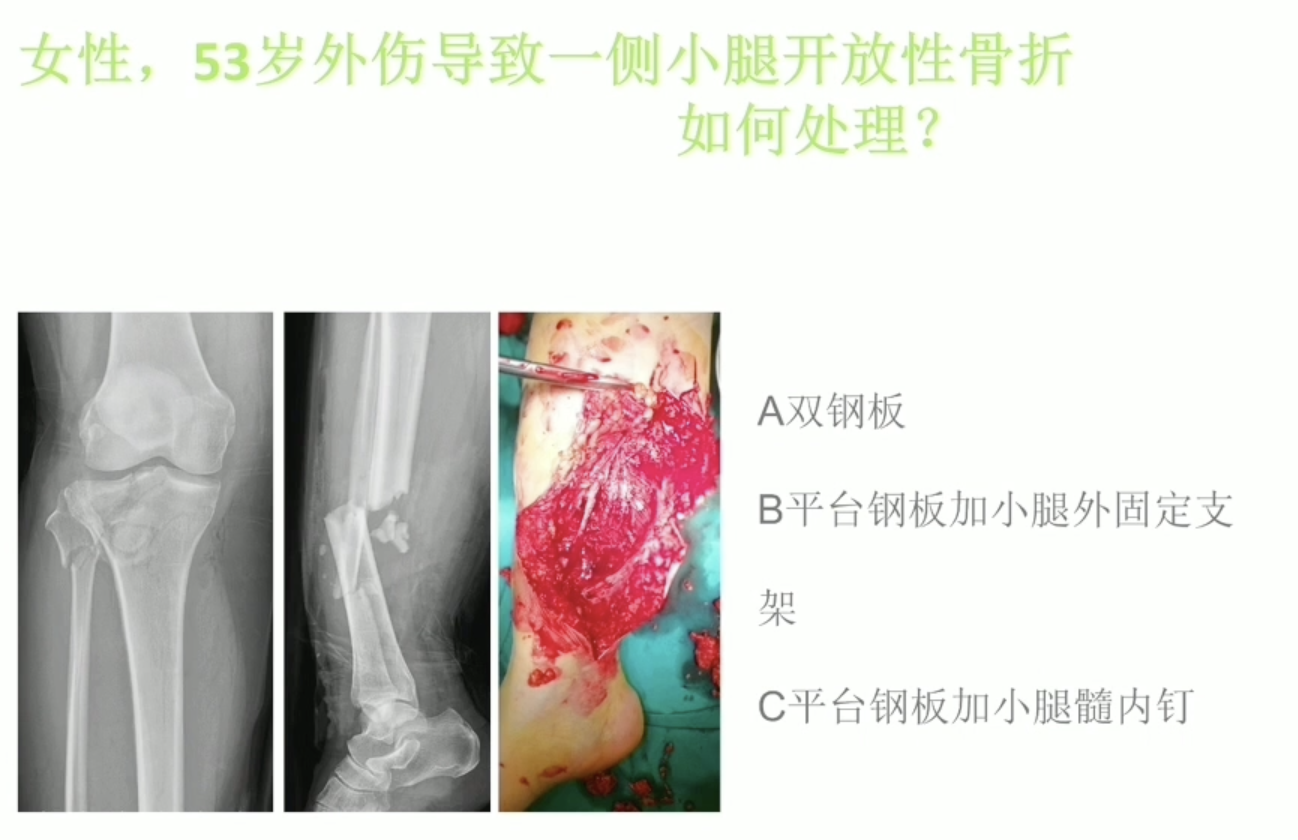 女性，53岁外伤导致一侧小腿开放性骨折
如何处理？
A双钢板
B平台钢板加小腿外固定支
架
C平台钢板加小腿髓内钉